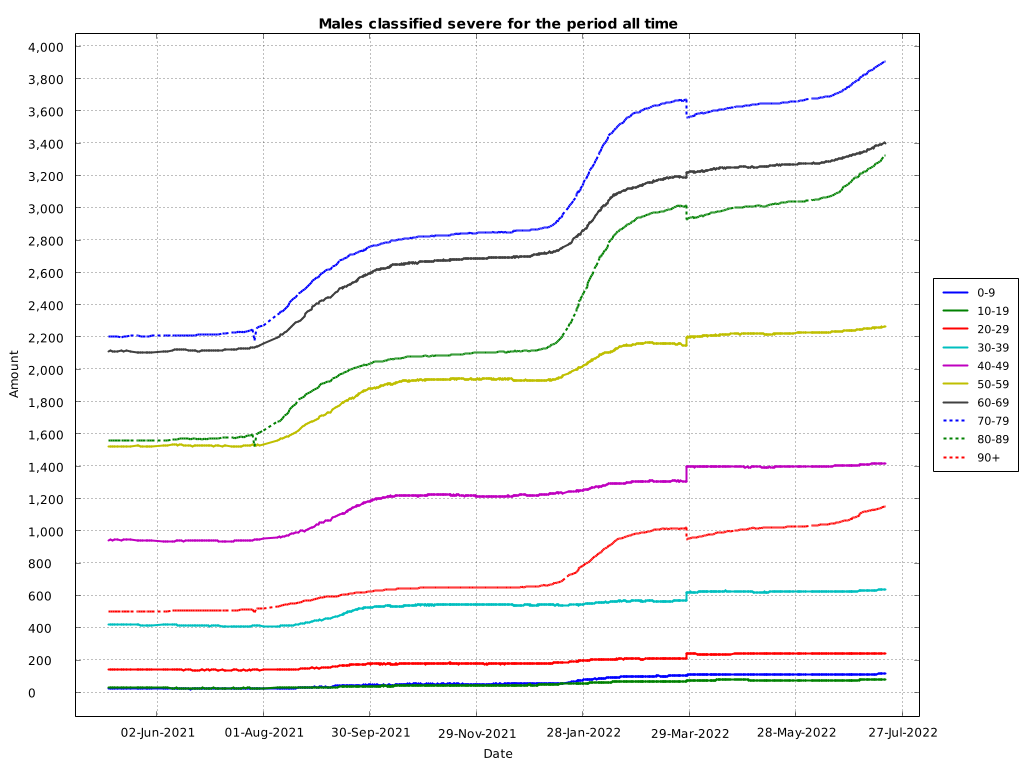 Males classified severe for the period all time
4,000
3,800
3,600
3,400
3,200
3,000
2,800
2,600
2,400
2,200
2,000
1,800
1,600
1,400
1,200
1,000
800
600
400
200
0
Amount
02-Jun-2021
01-Aug-2021
30-Sep-2021
29-Nov-2021
28-Jan-2022
29-Mar-2022
28-May-2022
27-Jul-2022
Date
0-9
10-19
20-29
30-39
40-49
50-59
60-69
70-79
80-89
90+